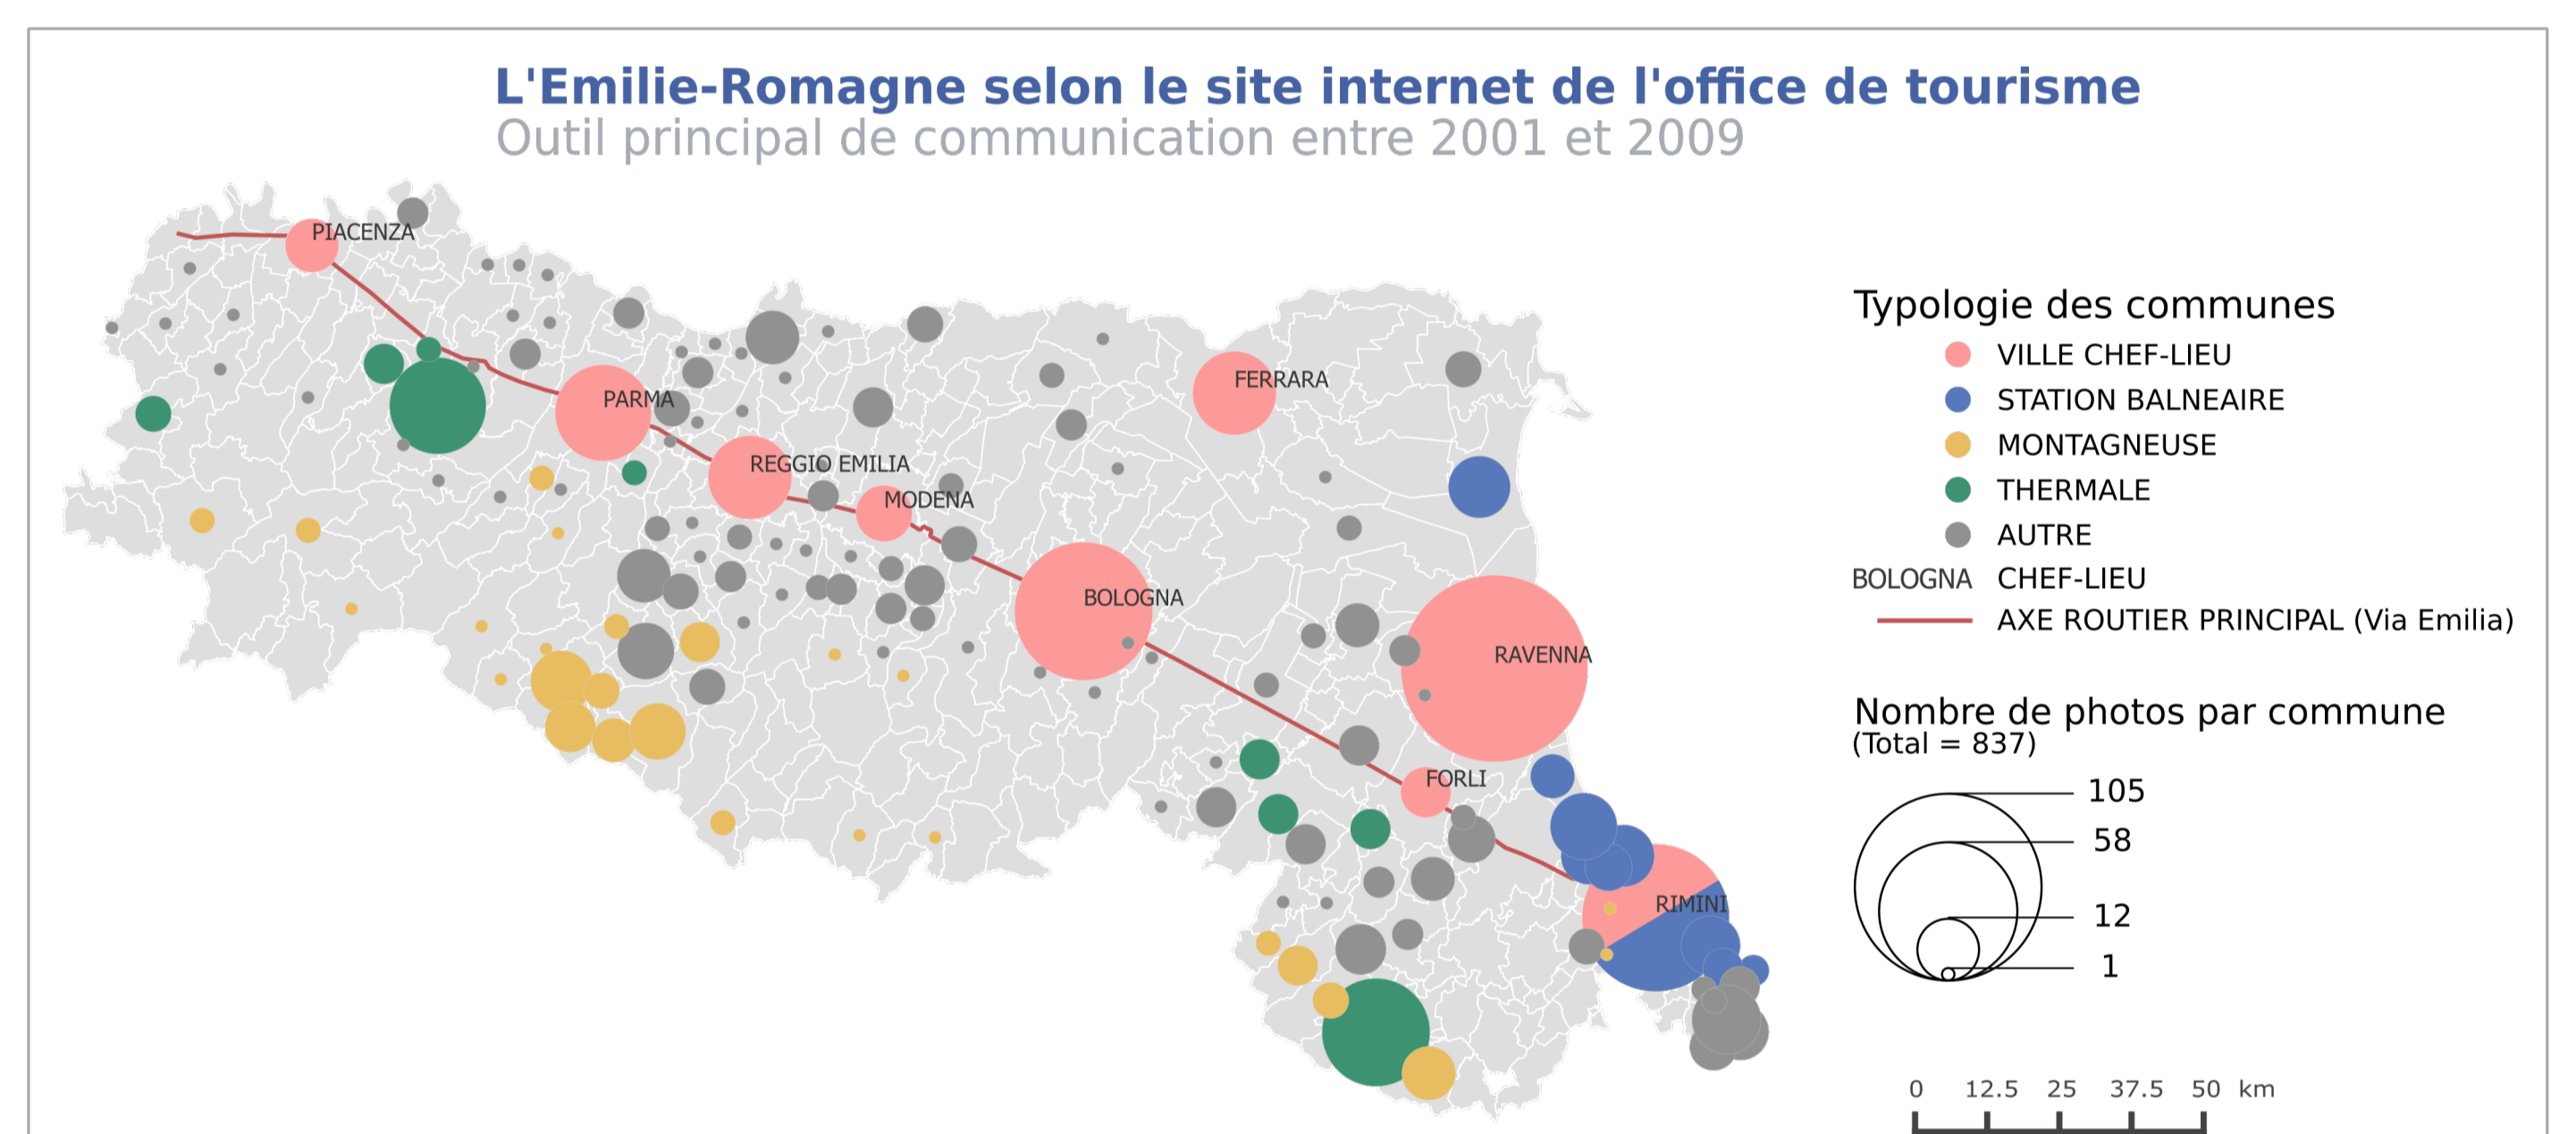 L'Emilie-Romagne selon le site internet de l'office de tourisme
Outil principal de communication entre 2001 et 2009
PIACENZA
PARMA
REGGIO EMILIA
MODENA
FERRARA
BOLOGNA
RAVENNA
FORLI
RIMINI
Typologie des communes
VILLE CHEF-LIEU
STATION BALNEAIRE
MONTAGNEUSE
THERMALE
AUTRE
BOLOGNA CHEF-LIEU
AXE ROUTIER PRINCIPAL (Via Emilia)
Nombre de photos par commune
(Total = 837)
105
58
12
1
0 12.5 25 37.5 50 km